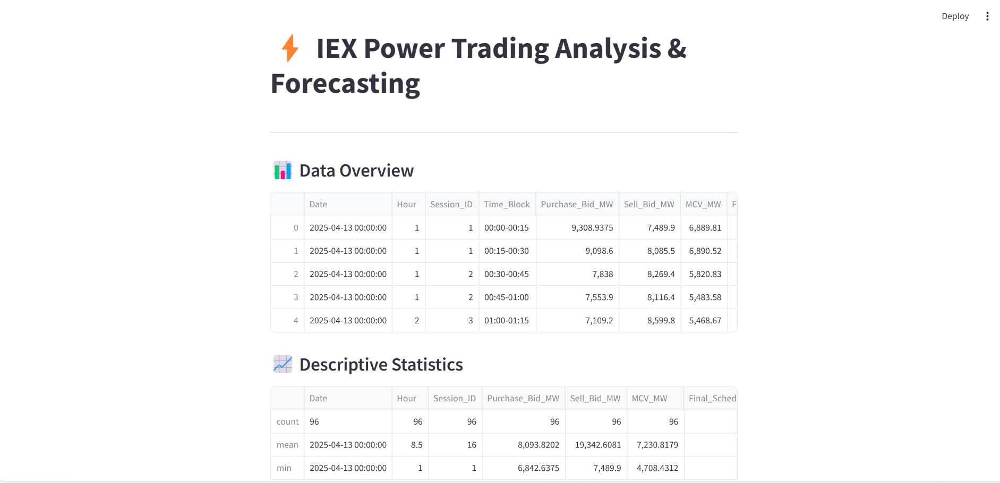 Deploy
IEX Power Trading Analysis &
Forecasting
Data Overview
Date Hour Session_ID Time_Block Purchase_Bid_MW Sell_Bid_MW MCV_MW F
0 2025-04-13 00:00:00 1 1 00:00-00:15 9,308.9375 7,489.9 6,889.81
1 2025-04-13 00:00:00 1 1 00:15-00:30 9,098.6 8,085.5 6,890.52
2 2025-04-13 00:00:00 1 2 00:30-00:45 7,838 8,269.4 5,820.83
3 2025-04-13 00:00:00 1 2 00:45-01:00 7,553.9 8,116.4 5,483.58
4 2025-04-13 00:00:00 2 3 01:00-01:15 7,109.2 8,599.8 5,468.67
Descriptive Statistics
Date Hour Session_ID Purchase_Bid_MW Sell_Bid_MW MCV_MW Final_Sched
count 96 96 96 96 96 96
mean 2025-04-13 00:00:00 8.5 16 8,093.8202 19,342.6081 7,230.8179
min 2025-04-13 00:00:00 1 1 6,842.6375 7,489.9 4,708.4312